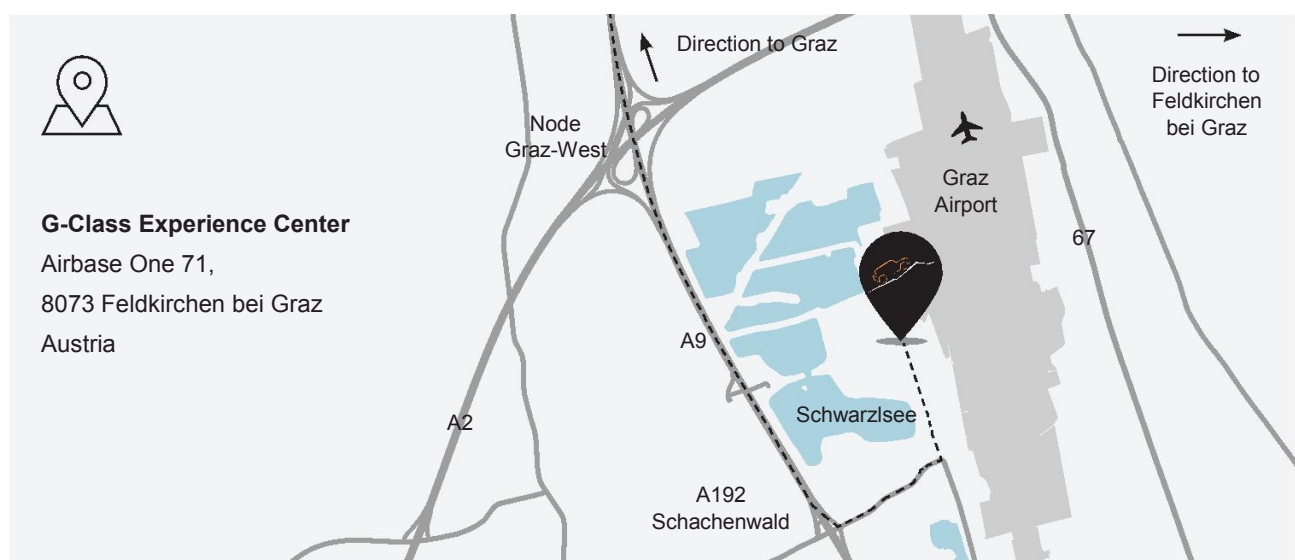 Direction to Graz
Direction to
Feldkirchen
bei Graz
Node
Graz-West
Graz
Airport
G-Class Experience Center
Airbase One 71,
8073 Feldkirchen bei Graz
Austria
67
A9
A2
Schwarzlsee
A192
Schachenwald